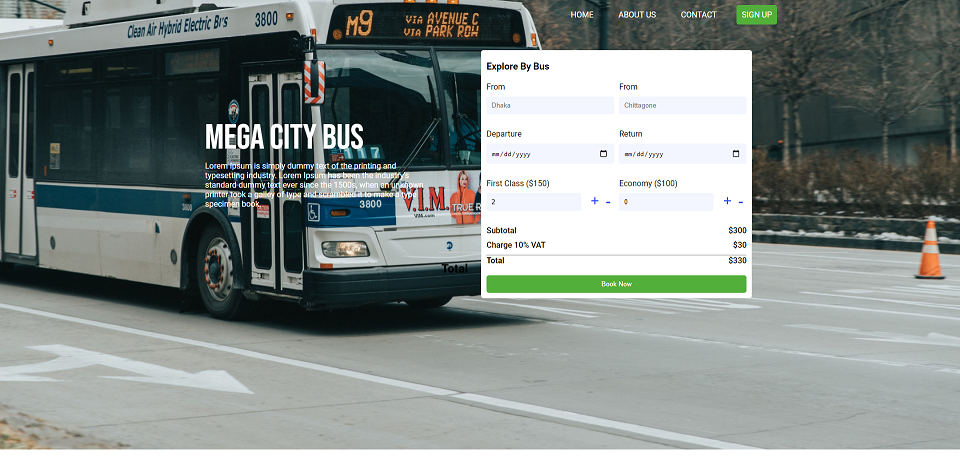 HOME ABOUT US CONTACT SIGN UP
Clean Air Hybrid Electric Bus 3800
M9 VIA AVENUE C
VIA PARK ROW
Explore By Bus
From From
Dhaka Chittagone
Departure Return
mm/dd/yyyy mm/dd/yyyy
First Class ($150) Economy ($100)
2 + - 0 + -
Subtotal $300
Charge 10% VAT $30
Total $330
Book Now
MEGA CITY BUS
Lorem Ipsum is simply dummy text of the printing and
typesetting industry. Lorem Ipsum has been the industry's
standard dummy text ever since the 1500s, when an unknown
printer took a galley of type and scrambled it to make a type
specimen book.
3800
V.I.M.
VIM.com
TRUE R
Total